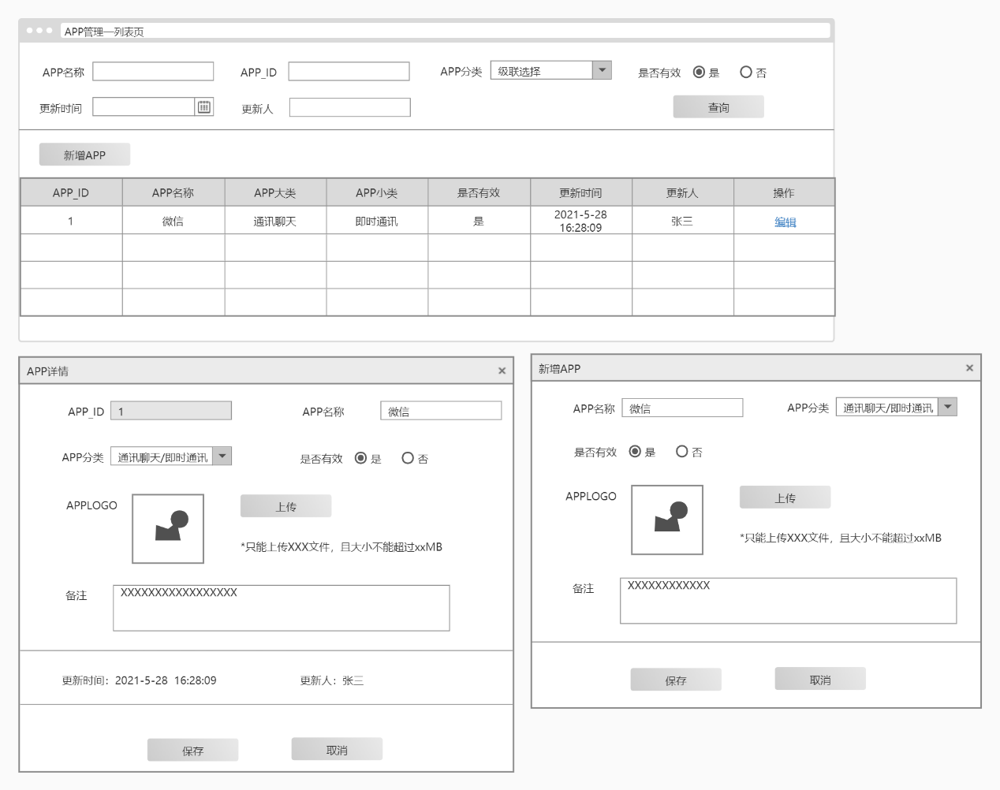 APP管理—列表页
APP名称 APP_ID APP分类 级联选择 是否有效 是 否
更新时间 更新人 查询
新增APP
APP_ID APP名称 APP大类 APP小类 是否有效 更新时间 更新人 操作
1 微信 通讯聊天 即时通讯 是 2021-5-28 16:28:09 张三 编辑
APP详情
APP_ID 1 APP名称 微信
APP分类 通讯聊天/即时通讯 是否有效 是 否
APPLOGO 上传
*只能上传XXX文件，且大小不能超过xxMB
备注 XXXXXXXXXXXXXXXXX
更新时间：2021-5-28 16:28:09 更新人：张三
保存 取消
新增APP
APP名称 微信 APP分类 通讯聊天/即时通讯
是否有效 是 否
APPLOGO 上传
*只能上传XXX文件，且大小不能超过xxMB
备注 XXXXXXXXXXXX
保存 取消